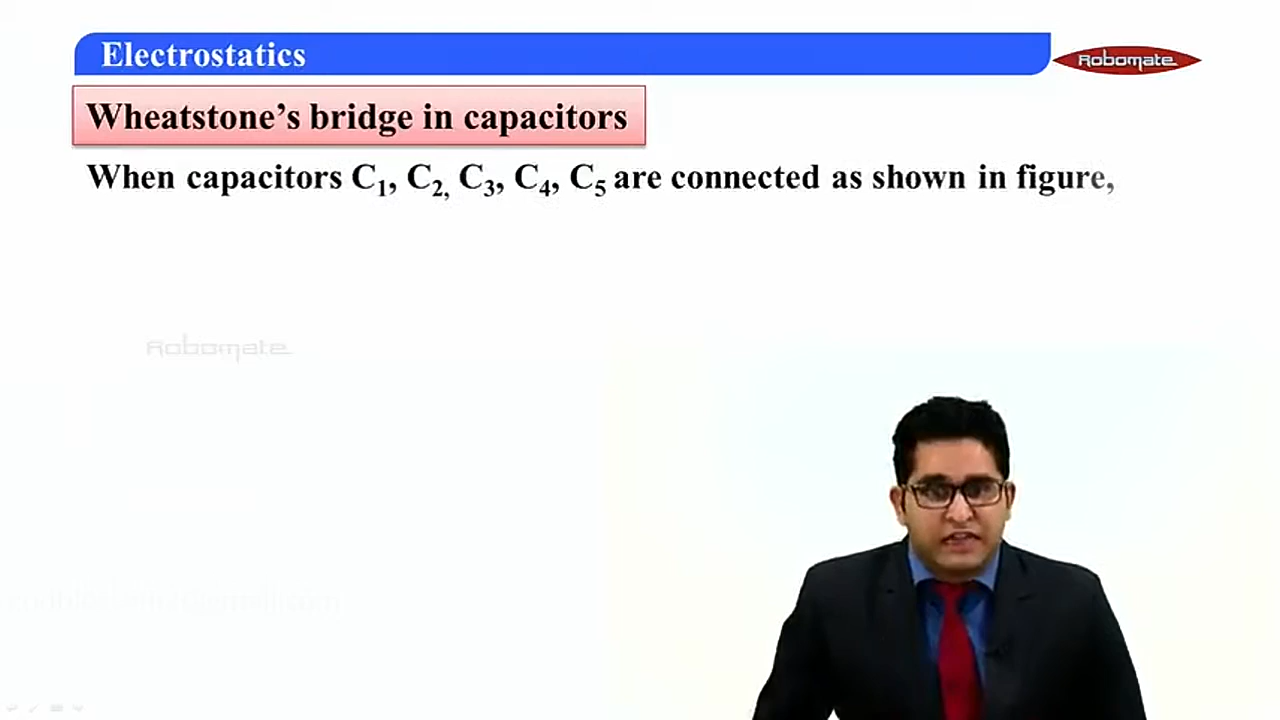 Electrostatics
Robomate
Wheatstone’s bridge in capacitors
When capacitors C₁, C₂, C₃, C₄, C₅ are connected as shown in figure,
Robomate